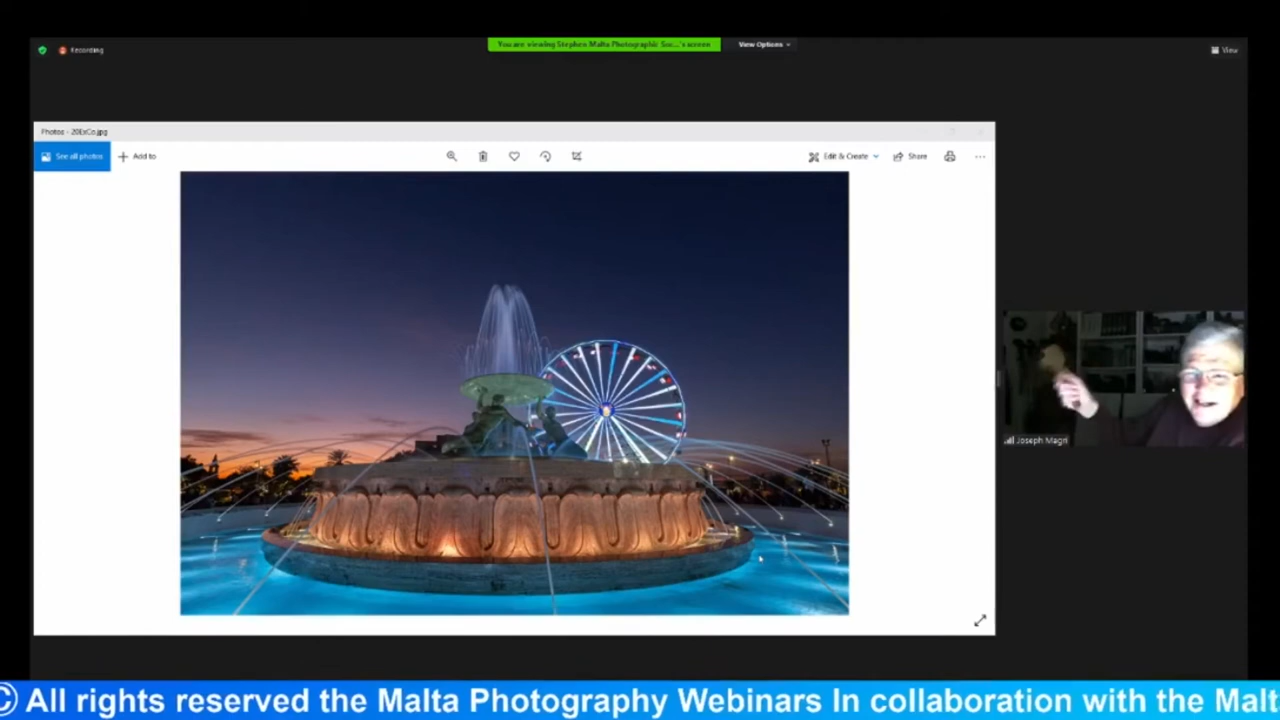 Recording
You are viewing Stephen Malta Photographic Soc...'s screen
View Options
View
Photos - 20ExCo.jpg
See all photos
Add to
Edit & Create
Share
Joseph Magri
© All rights reserved the Malta Photography Webinars In collaboration with the Malt